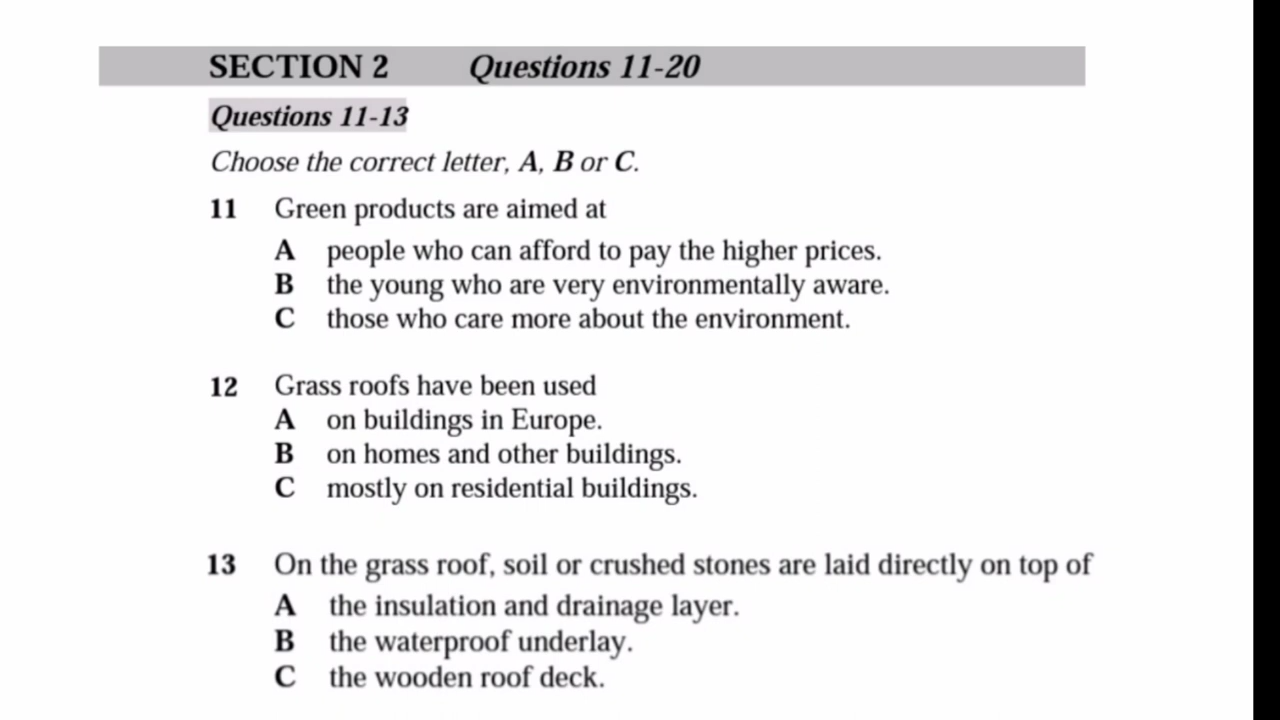 SECTION 2 Questions 11-20
Questions 11-13
Choose the correct letter, A, B or C.
11 Green products are aimed at
A people who can afford to pay the higher prices.
B the young who are very environmentally aware.
C those who care more about the environment.
12 Grass roofs have been used
A on buildings in Europe.
B on homes and other buildings.
C mostly on residential buildings.
13 On the grass roof, soil or crushed stones are laid directly on top of
A the insulation and drainage layer.
B the waterproof underlay.
C the wooden roof deck.